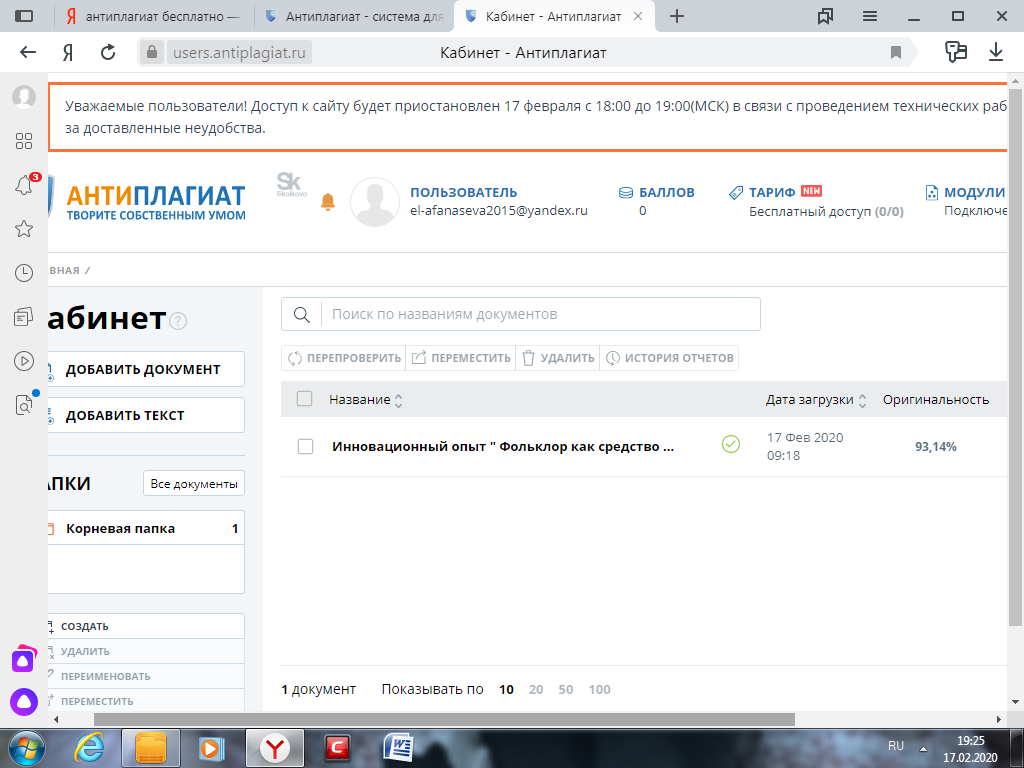 антиплагиат бесплатно —
Антиплагиат - система для
Кабинет - Антиплагиат
users.antiplagiat.ru
Кабинет - Антиплагиат
Уважаемые пользователи! Доступ к сайту будет приостановлен 17 февраля с 18:00 до 19:00(МСК) в связи с проведением технических раб
за доставленные неудобства.
3
АНТИПЛАГИАТ
ТВОРИТЕ СОБСТВЕННЫМ УМОМ
Sk
Skolkovo
ПОЛЬЗОВАТЕЛЬ
el-afanaseva2015@yandex.ru
БАЛЛОВ
0
ТАРИФ NEW
Бесплатный доступ (0/0)
МОДУЛИ
Подключе
ВНАЯ /
абинет ?
ДОБАВИТЬ ДОКУМЕНТ
ДОБАВИТЬ ТЕКСТ
АПКИ
Все документы
Корневая папка 1
СОЗДАТЬ
УДАЛИТЬ
ПЕРЕИМЕНОВАТЬ
ПЕРЕМЕСТИТЬ
Поиск по названиям документов
ПЕРЕПРОВЕРИТЬ ПЕРЕМЕСТИТЬ УДАЛИТЬ ИСТОРИЯ ОТЧЕТОВ
Название Дата загрузки Оригинальность
Инновационный опыт " Фольклор как средство ...
17 Фев 2020
09:18
93,14%
1 документ Показывать по 10 20 50 100
RU
19:25
17.02.2020